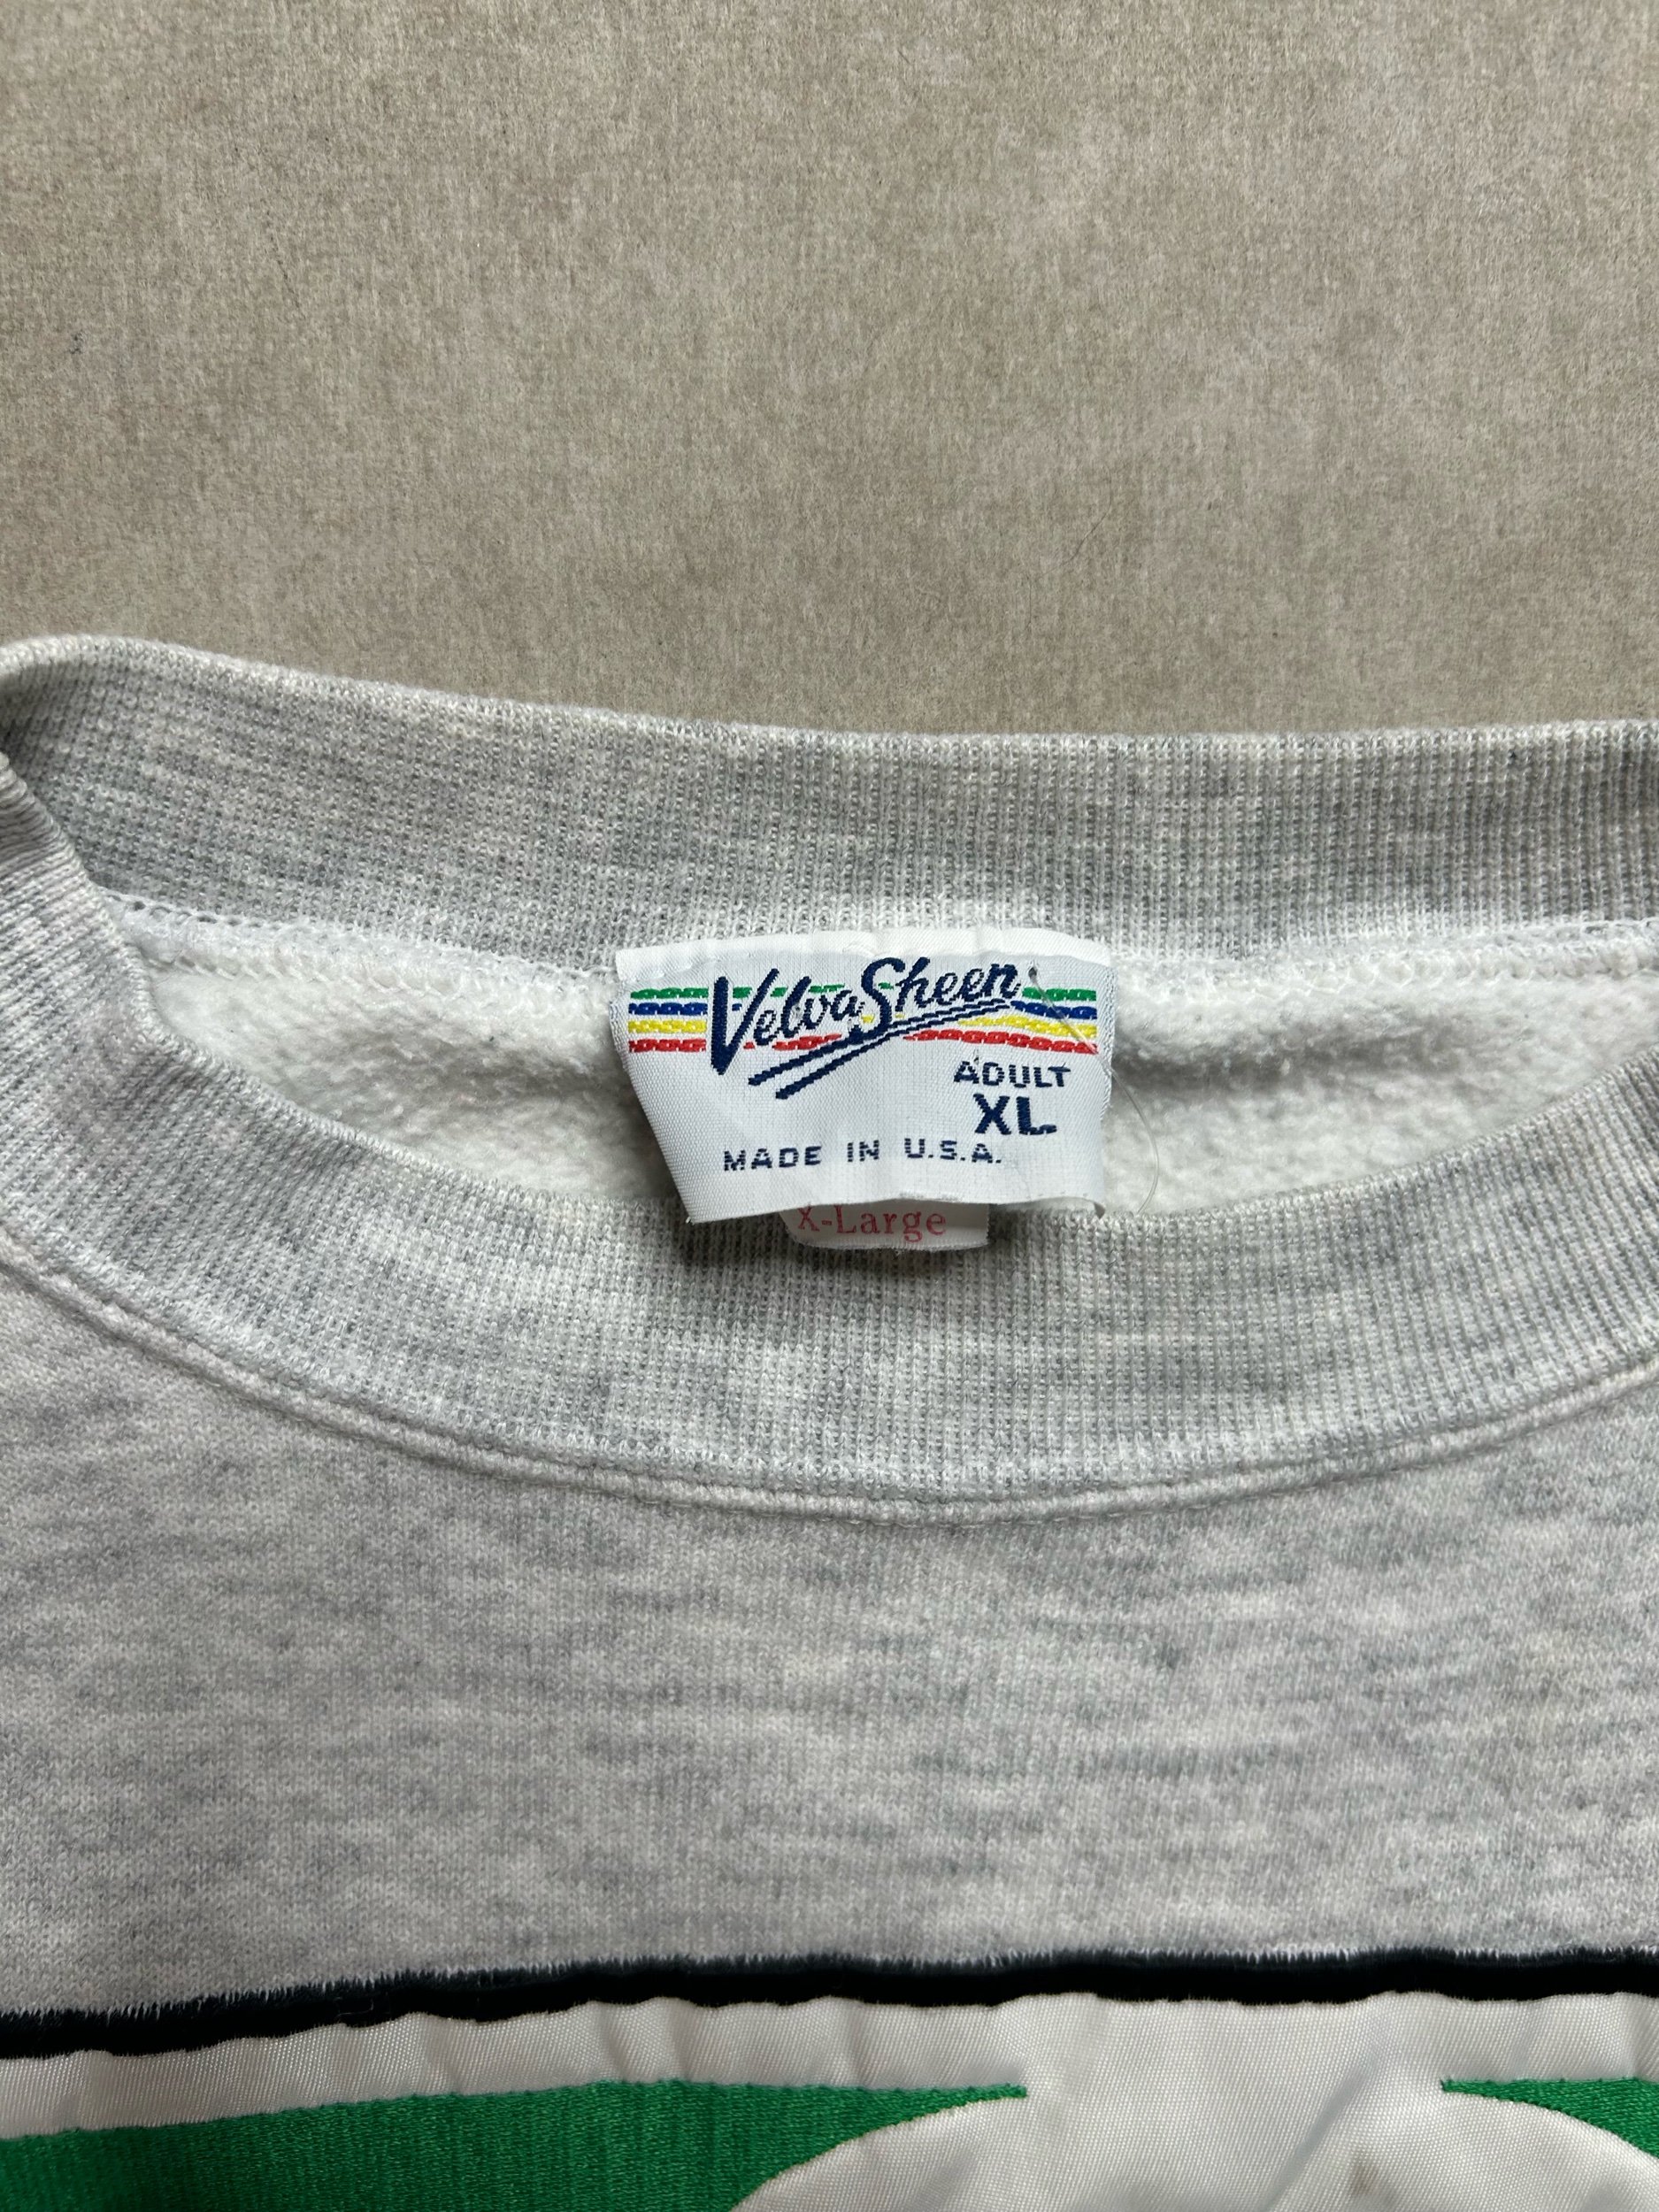 VelvaSheen
ADULT
XL
MADE IN U.S.A.
X-Large